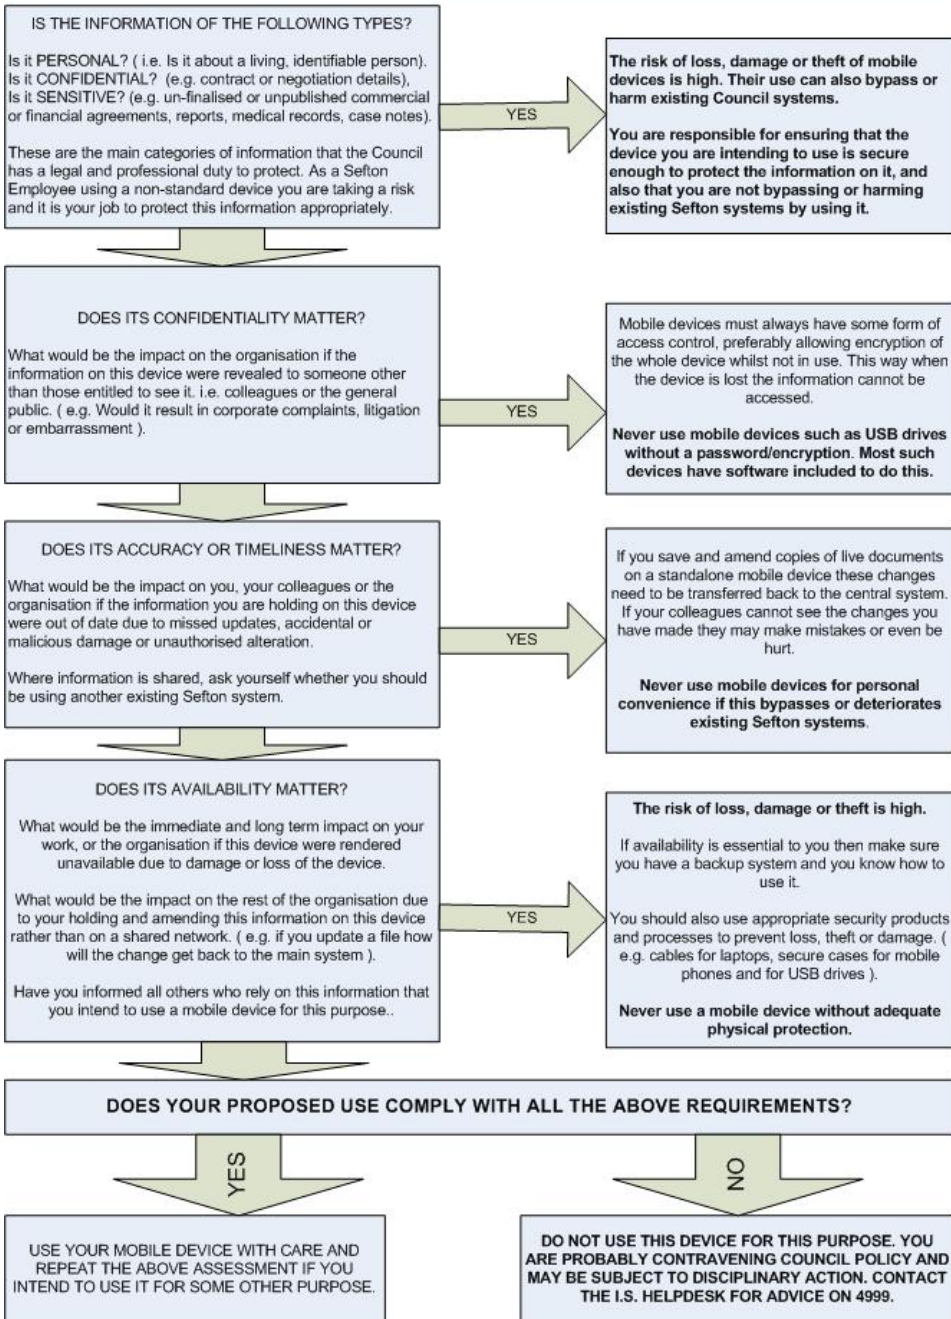 IS THE INFORMATION OF THE FOLLOWING TYPES?
Is it PERSONAL? ( i.e. Is it about a living, identifiable person).
Is it CONFIDENTIAL?  (e.g. contract or negotiation details),
Is it SENSITIVE? (e.g. un-finalised or unpublished commercial
or financial agreements, reports, medical records, case notes).
These are the main categories of information that the Council
has a legal and professional duty to protect. As a Sefton
Employee using a non-standard device you are taking a risk
and it is your job to protect this information appropriately.
YES
The risk of loss, damage or theft of mobile
devices is high. Their use can also bypass or
harm existing Council systems.
You are responsible for ensuring that the
device you are intending to use is secure
enough to protect the information on it, and
also that you are not bypassing or harming
existing Sefton systems by using it.
DOES ITS CONFIDENTIALITY MATTER?
What would be the impact on the organisation if the
information on this device were revealed to someone other
than those entitled to see it. i.e. colleagues or the general
public. ( e.g. Would it result in corporate complaints, litigation
or embarrassment ).
YES
Mobile devices must always have some form of
access control, preferably allowing encryption of
the whole device whilst not in use. This way when
the device is lost the information cannot be
accessed.
Never use mobile devices such as USB drives
without a password/encryption. Most such
devices have software included to do this.
DOES ITS ACCURACY OR TIMELINESS MATTER?
What would be the impact on you, your colleagues or the
organisation if the information you are holding on this device
were out of date due to missed updates, accidental or
malicious damage or unauthorised alteration.
Where information is shared, ask yourself whether you should
be using another existing Sefton system.
YES
If you save and amend copies of live documents
on a standalone mobile device these changes
need to be transferred back to the central system.
If your colleagues cannot see the changes you
have made they may make mistakes or even be
hurt.
Never use mobile devices for personal
convenience if this bypasses or deteriorates
existing Sefton systems.
DOES ITS AVAILABILITY MATTER?
What would be the immediate and long term impact on your
work, or the organisation if this device were rendered
unavailable due to damage or loss of the device.
What would be the impact on the rest of the organisation due
to your holding and amending this information on this device
rather than on a shared network. ( e.g. if you update a file how
will the change get back to the main system ).
Have you informed all others who rely on this information that
you intend to use a mobile device for this purpose..
YES
The risk of loss, damage or theft is high.
If availability is essential to you then make sure
you have a backup system and you know how to
use it.
You should also use appropriate security products
and processes to prevent loss, theft or damage. (
e.g. cables for laptops, secure cases for mobile
phones and for USB drives ).
Never use a mobile device without adequate
physical protection.
DOES YOUR PROPOSED USE COMPLY WITH ALL THE ABOVE REQUIREMENTS?
YES
NO
USE YOUR MOBILE DEVICE WITH CARE AND
REPEAT THE ABOVE ASSESSMENT IF YOU
INTEND TO USE IT FOR SOME OTHER PURPOSE.
DO NOT USE THIS DEVICE FOR THIS PURPOSE. YOU
ARE PROBABLY CONTRAVENING COUNCIL POLICY AND
MAY BE SUBJECT TO DISCIPLINARY ACTION. CONTACT
THE I.S. HELPDESK FOR ADVICE ON 4999.